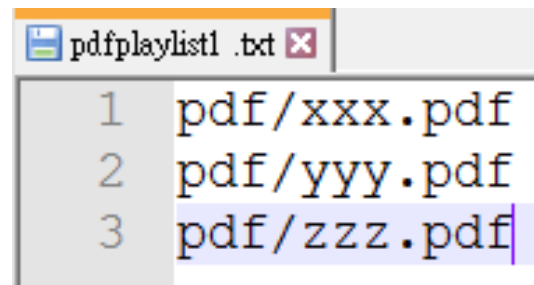 pdfplaylist1 .txt
1 pdf/xxx.pdf
2 pdf/yyy.pdf
3 pdf/zzz.pdf